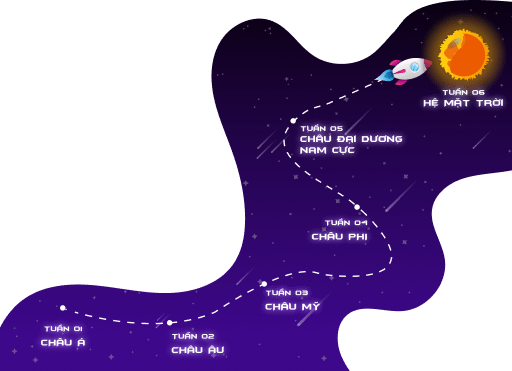 TUẦN 06
HỆ MẶT TRỜI
TUẦN 05
CHÂU ĐẠI DƯƠNG
NAM CỰC
TUẦN 04
CHÂU PHI
TUẦN 03
CHÂU MỸ
TUẦN 01
CHÂU Á
TUẦN 02
CHÂU ÂU